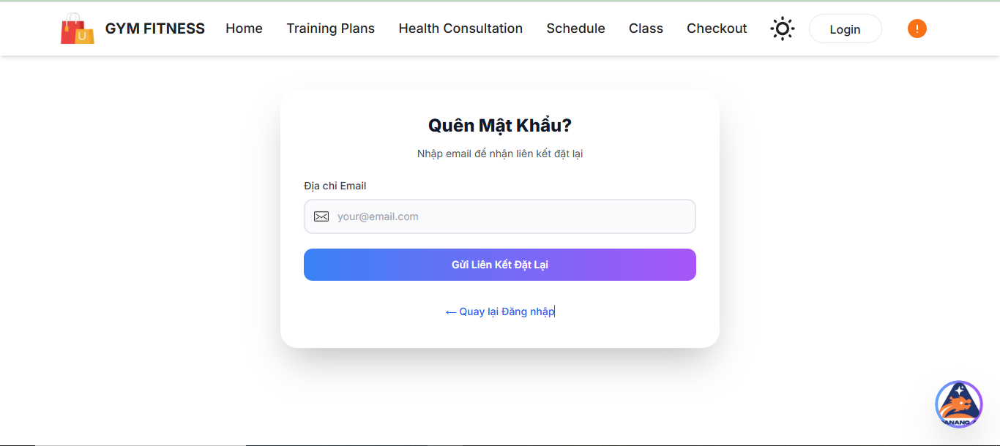 GYM FITNESS Home Training Plans Health Consultation Schedule Class Checkout Login !
Quên Mật Khẩu?
Nhập email để nhận liên kết đặt lại
Địa chỉ Email
your@email.com
Gửi Liên Kết Đặt Lại
← Quay lại Đăng nhập